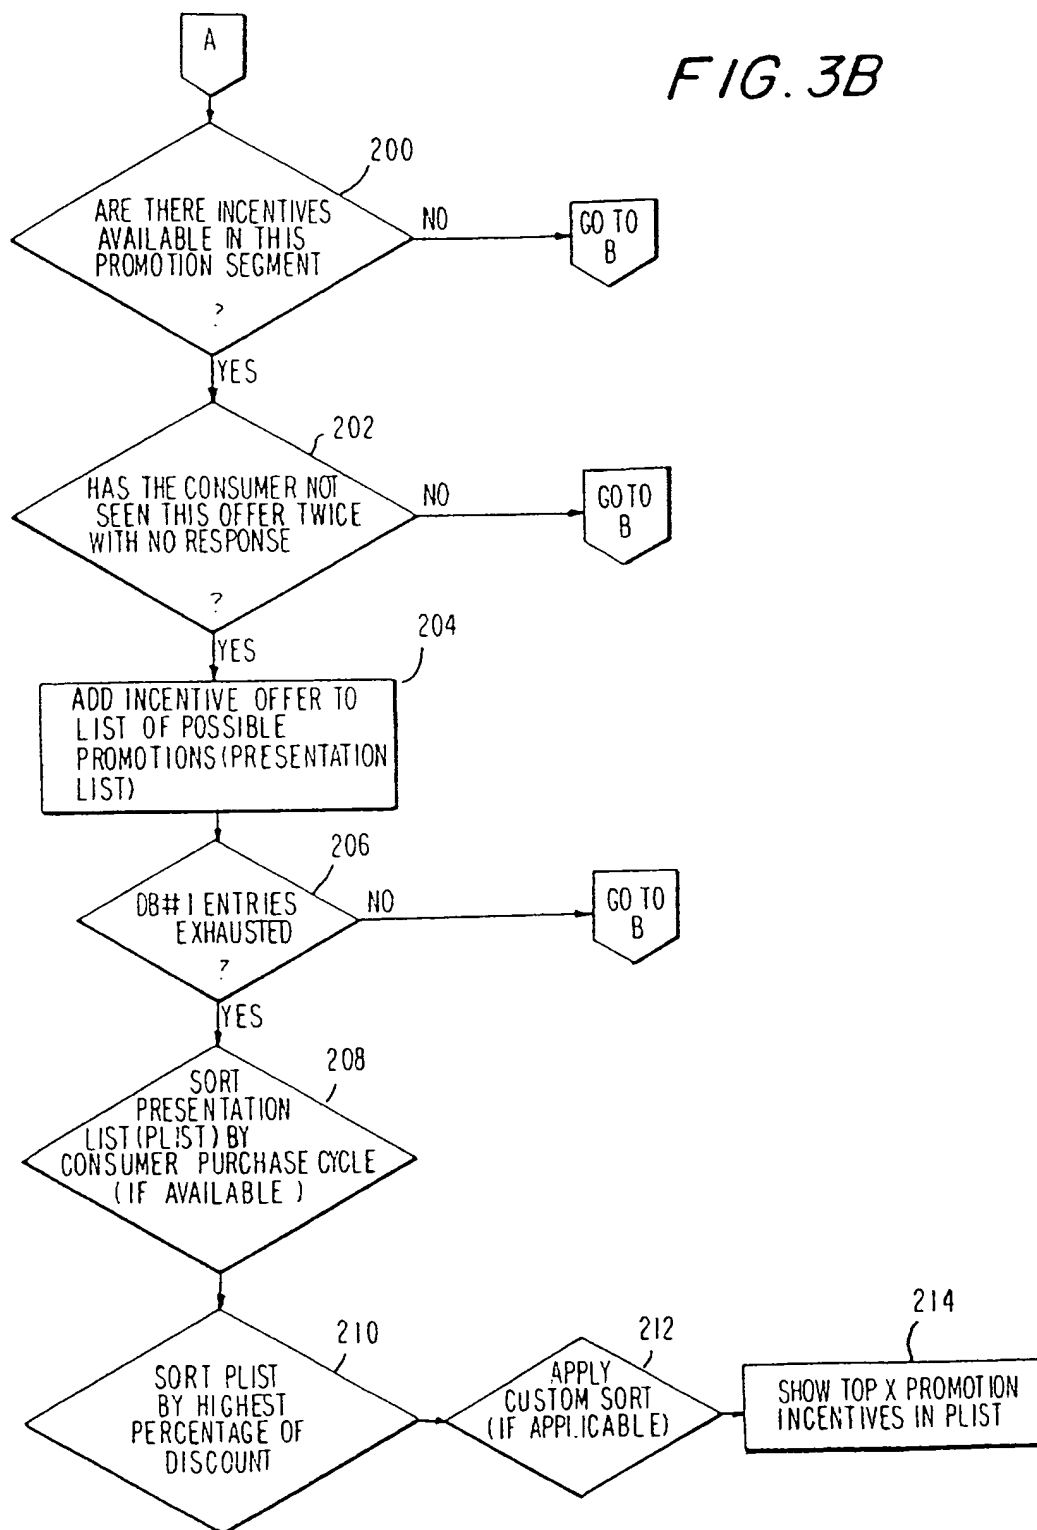 A
FIG. 3B
200
ARE THERE INCENTIVES
AVAILABLE IN THIS
PROMOTION SEGMENT
?
NO
GO TO
B
YES
202
HAS THE CONSUMER NOT
SEEN THIS OFFER TWICE
WITH NO RESPONSE
?
NO
GO TO
B
YES
204
ADD INCENTIVE OFFER TO
LIST OF POSSIBLE
PROMOTIONS (PRESENTATION
LIST)
206
DB#1 ENTRIES
EXHAUSTED
?
NO
GO TO
B
YES
208
SORT
PRESENTATION
LIST (PLIST) BY
CONSUMER PURCHASE CYCLE
(IF AVAILABLE)
210
SORT PLIST
BY HIGHEST
PERCENTAGE OF
DISCOUNT
212
APPLY
CUSTOM SORT
(IF APPLICABLE)
214
SHOW TOP X PROMOTION
INCENTIVES IN PLIST